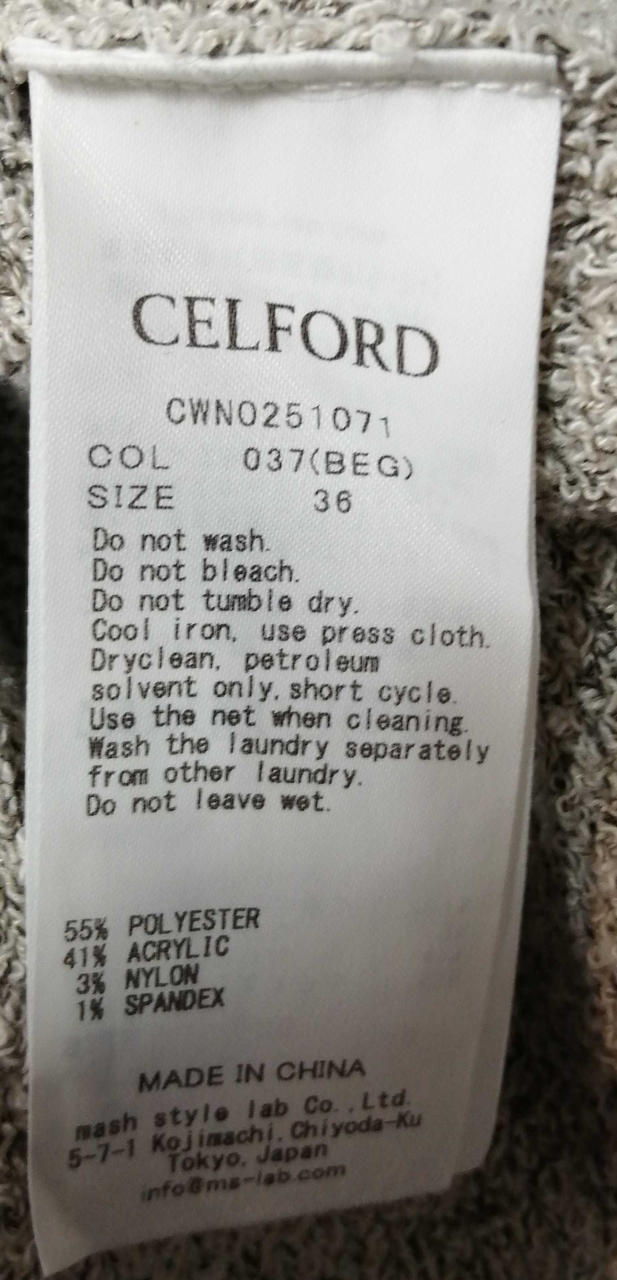 CELFORD
CWNO251071
COL 037(BEG)
SIZE 36
Do not wash.
Do not bleach.
Do not tumble dry.
Cool iron, use press cloth.
Dryclean, petroleum
solvent only, short cycle.
Use the net when cleaning.
Wash the laundry separately
from other laundry.
Do not leave wet.
55% POLYESTER
41% ACRYLIC
3% NYLON
1% SPANDEX
MADE IN CHINA
mash style lab Co.,Ltd.
5-7-1 Kojimachi, Chiyoda-Ku
Tokyo, Japan
info@ms-lab.com